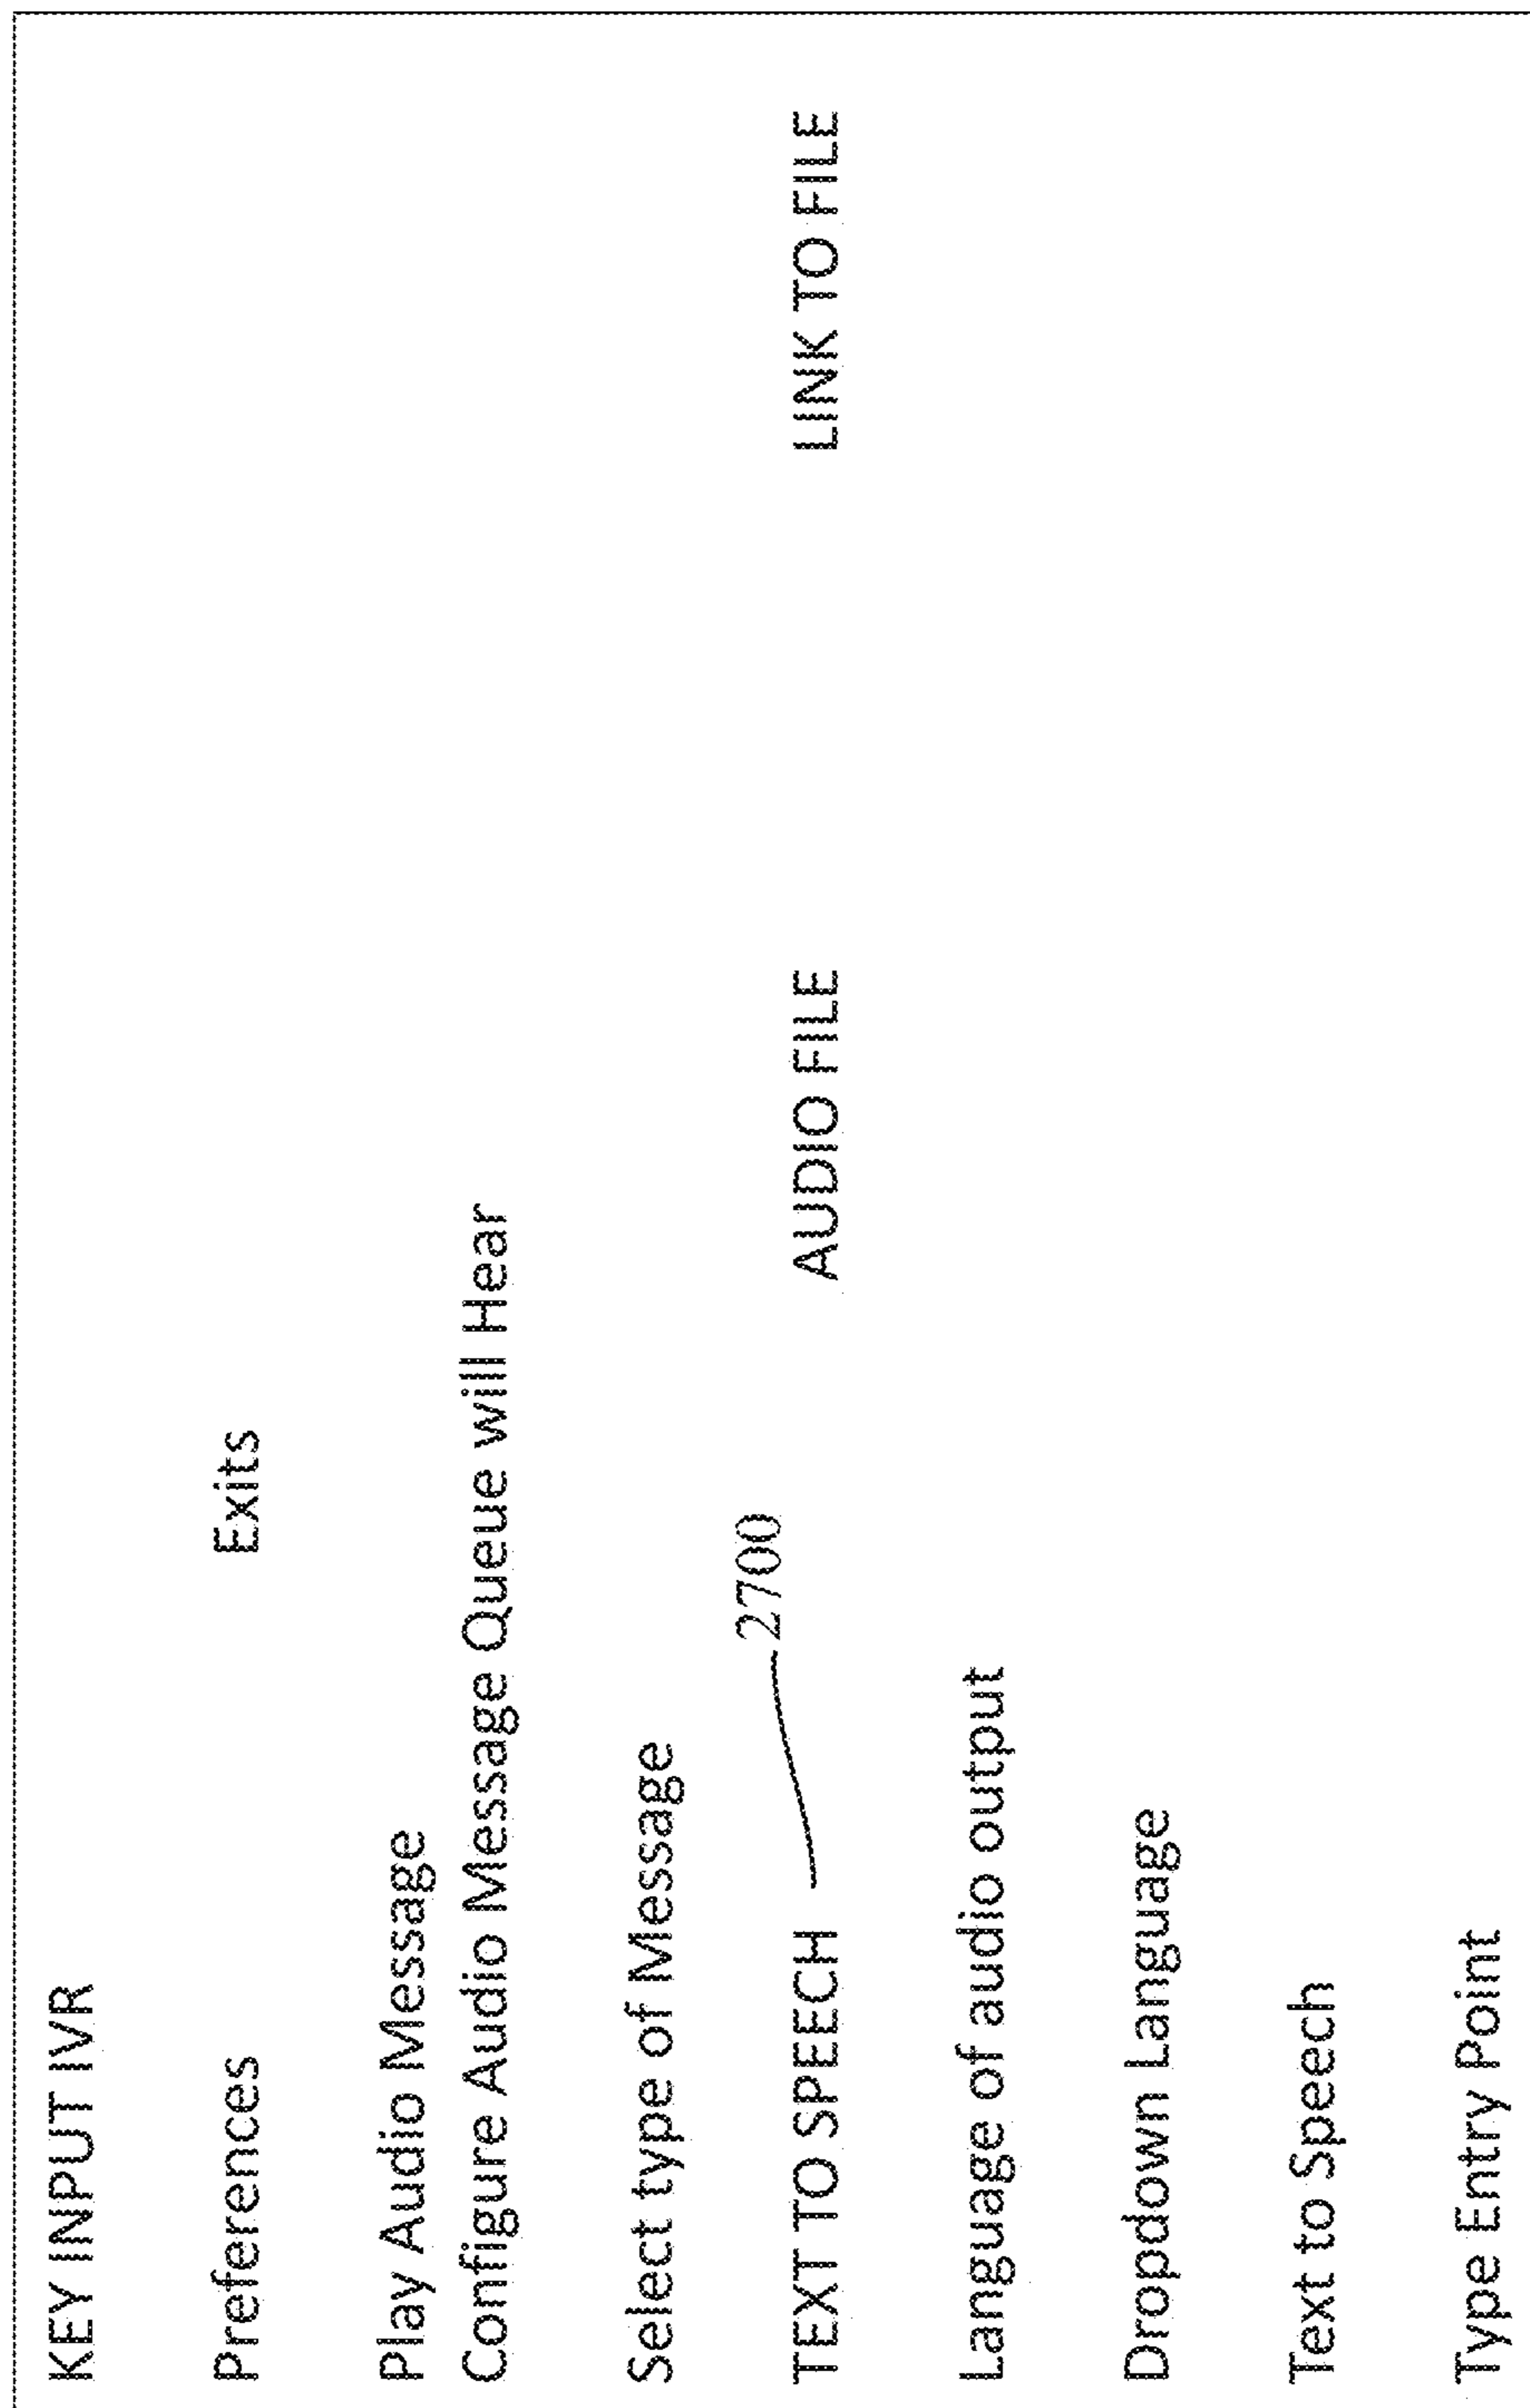 KEY INPUT IVR
Preferences Exits
Play Audio Message
Configure Audio Message Queue will Hear
Select type of Message
2700
TEXT TO SPEECH AUDIO FILE LINK TO FILE
Language of audio output
Dropdown Language
Text to Speech
Type Entry Point